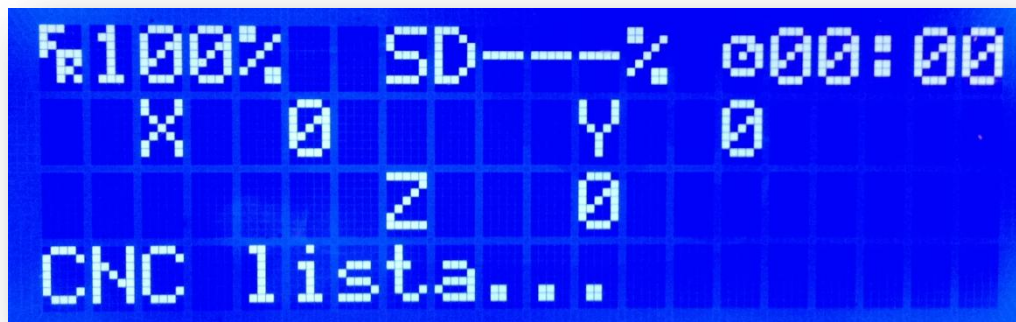 FR100% SD---% ⊙00:00
X 0 Y 0
Z 0
CNC lista...